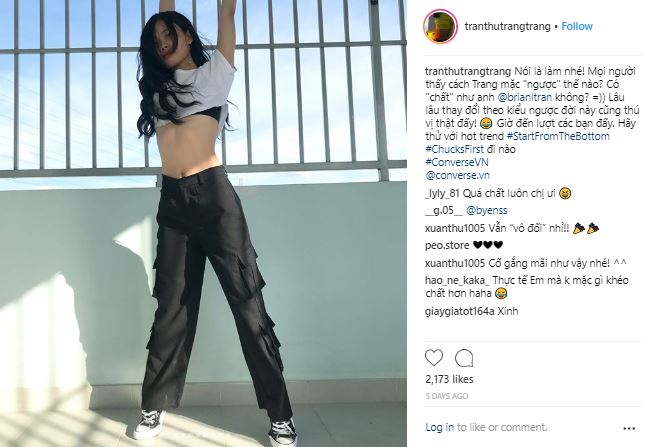 tranthutrangtrang • Follow
tranthutrangtrang Nói là làm nhé! Mọi người
thấy cách Trang mặc "ngược" thế nào? Có
"chất" như anh @brianltran không? =)) Lâu
lâu thay đổi theo kiểu ngược đời này cũng thú
vị thật đấy! 😂 Giờ đến lượt các bạn đấy. Hãy
thử với hot trend #StartFromTheBottom
#ChucksFirst đi nào
#ConverseVN
@converse.vn
_lyly_81 Quá chất luôn chị ưi 😆
__g.05__ @byenss
xuanthu1005 Vẫn "vô đối" nhỉ!! 🎉🎉
peo.store 🖤🖤🖤
xuanthu1005 Cố gắng mãi như vậy nhé! ^^
hao_ne_kaka_ Thực tế Em mà k mặc gì khéo
chất hơn haha 😂
giaygiatot164a Xinh
2,173 likes
5 DAYS AGO
Log in to like or comment.